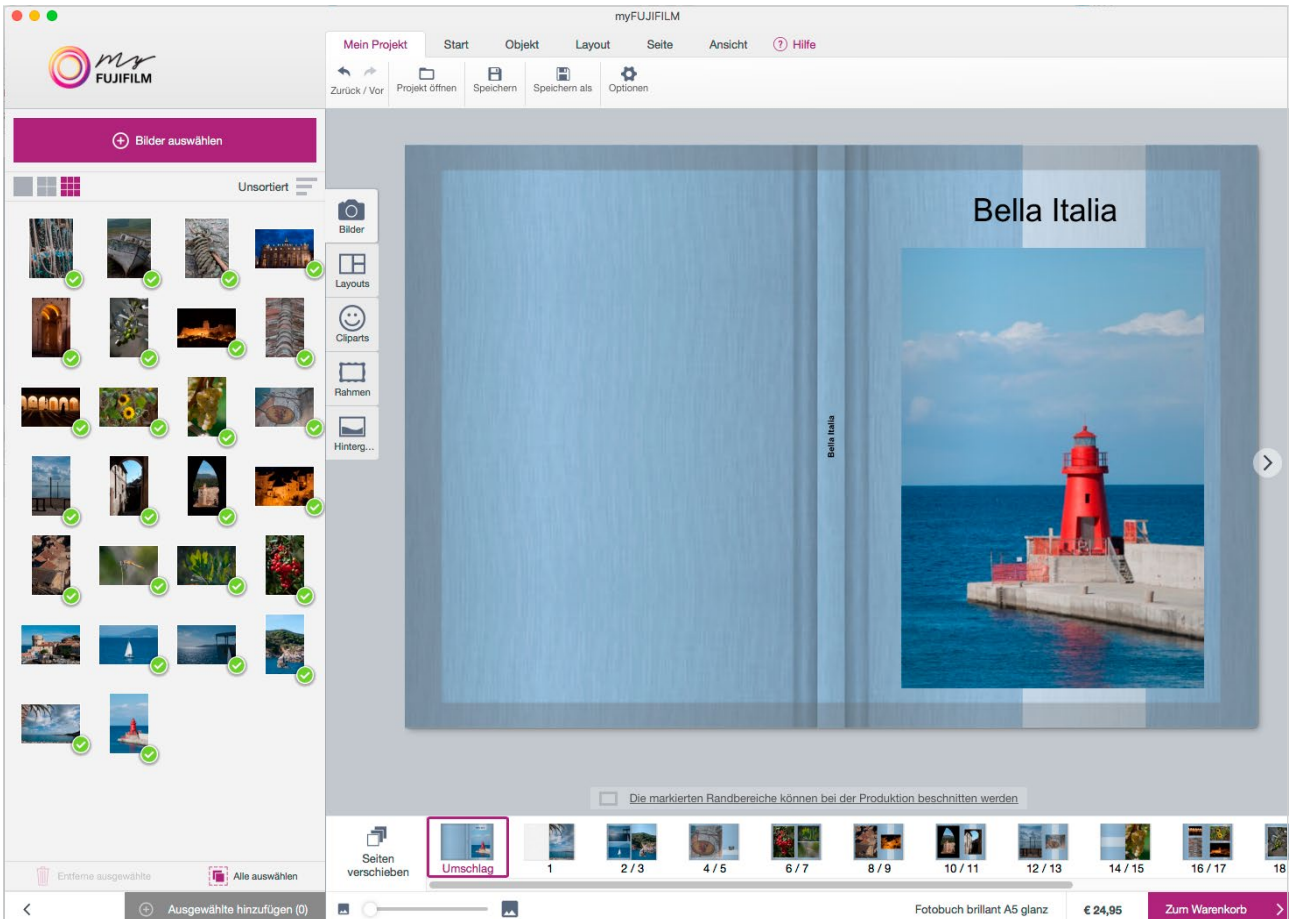 myFUJIFILM
my
FUJIFILM
Mein Projekt
Start
Objekt
Layout
Seite
Ansicht
? Hilfe
Zurück / Vor
Projekt öffnen
Speichern
Speichern als
Optionen
Bilder auswählen
Unsortiert
Bilder
Layouts
Cliparts
Rahmen
Hinterg...
Bella Italia
Bella Italia
Die markierten Randbereiche können bei der Produktion beschnitten werden
Seiten
verschieben
Umschlag
1
2 / 3
4 / 5
6 / 7
8 / 9
10 / 11
12 / 13
14 / 15
16 / 17
18
Entferne ausgewählte
Alle auswählen
Ausgewählte hinzufügen (0)
Fotobuch brillant A5 glanz
€ 24,95
Zum Warenkorb